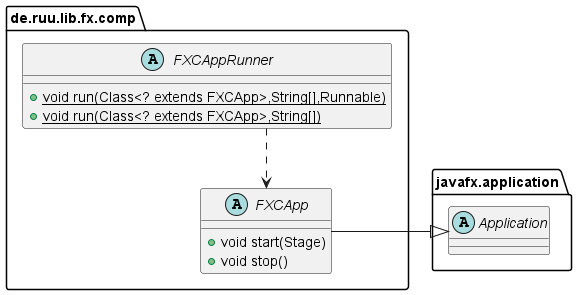 de.ruu.lib.fx.comp
A FXCAppRunner
void run(Class<? extends FXCApp>,String[],Runnable)
void run(Class<? extends FXCApp>,String[])
A FXCApp
void start(Stage)
void stop()
javafx.application
A Application